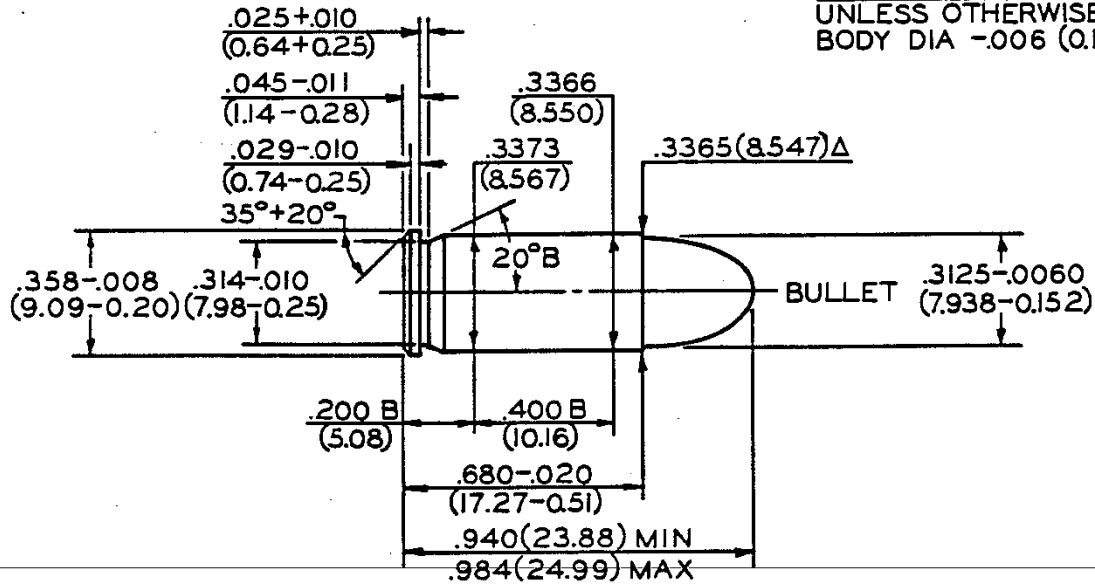 UNLESS OTHERWISE
BODY DIA -.006 (0.1
.025+.010
(0.64+0.25)
.045-.011
(1.14-0.28)
.029-.010
(0.74-0.25)
35°+20°
.3366
(8.550)
.3373
(8.567)
.3365(8.547)Δ
20°B
.358-.008
(9.09-0.20)
.314-.010
(7.98-0.25)
BULLET
.3125-.0060
(7.938-0.152)
.200 B
(5.08)
.400 B
(10.16)
.680-.020
(17.27-0.51)
.940(23.88) MIN
.984(24.99) MAX